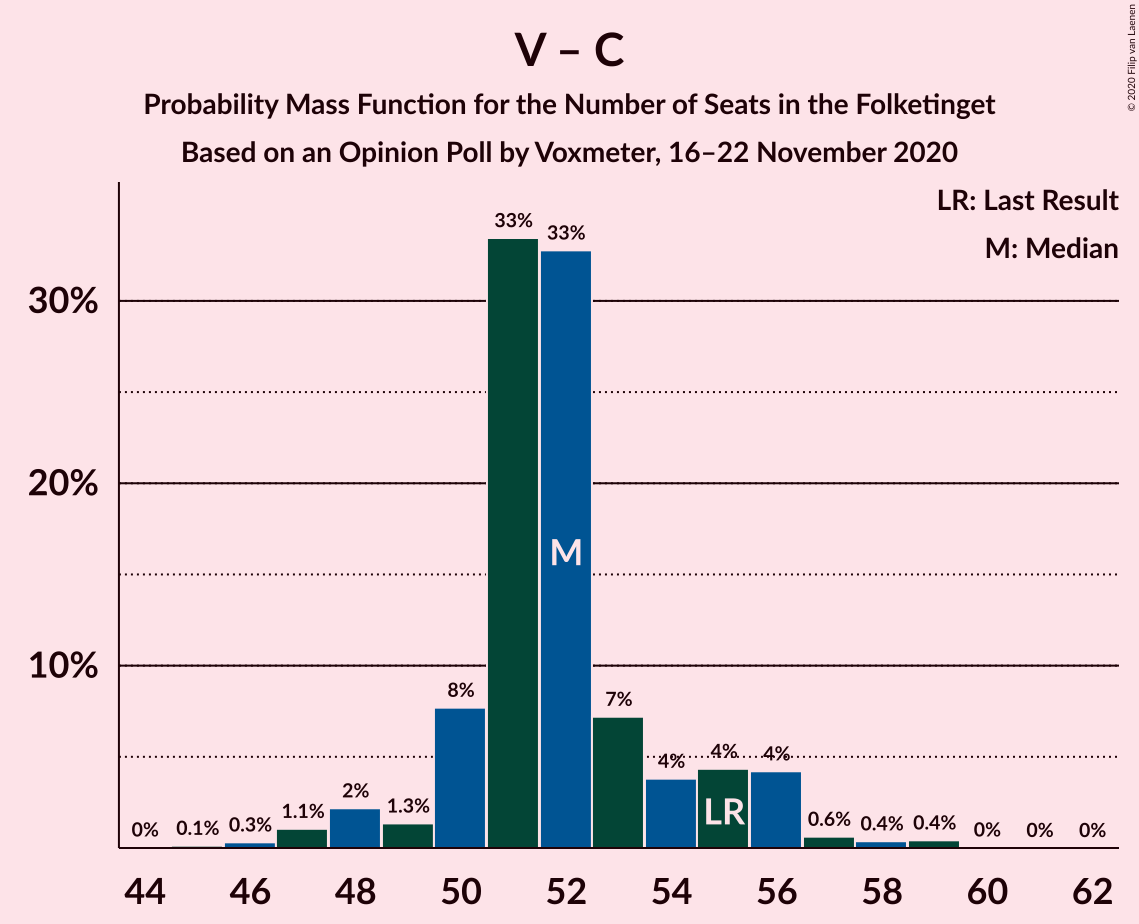 V – C
Probability Mass Function for the Number of Seats in the Folketinget
Based on an Opinion Poll by Voxmeter, 16–22 November 2020
© 2020 Filip van Laenen
LR: Last Result
M: Median
30%
20%
10%
0%
0.1%
0.3%
1.1%
2%
1.3%
8%
33%
33%
7%
4%
4%
4%
0.6%
0.4%
0.4%
0%
0%
0%
M
LR
44 46 48 50 52 54 56 58 60 62